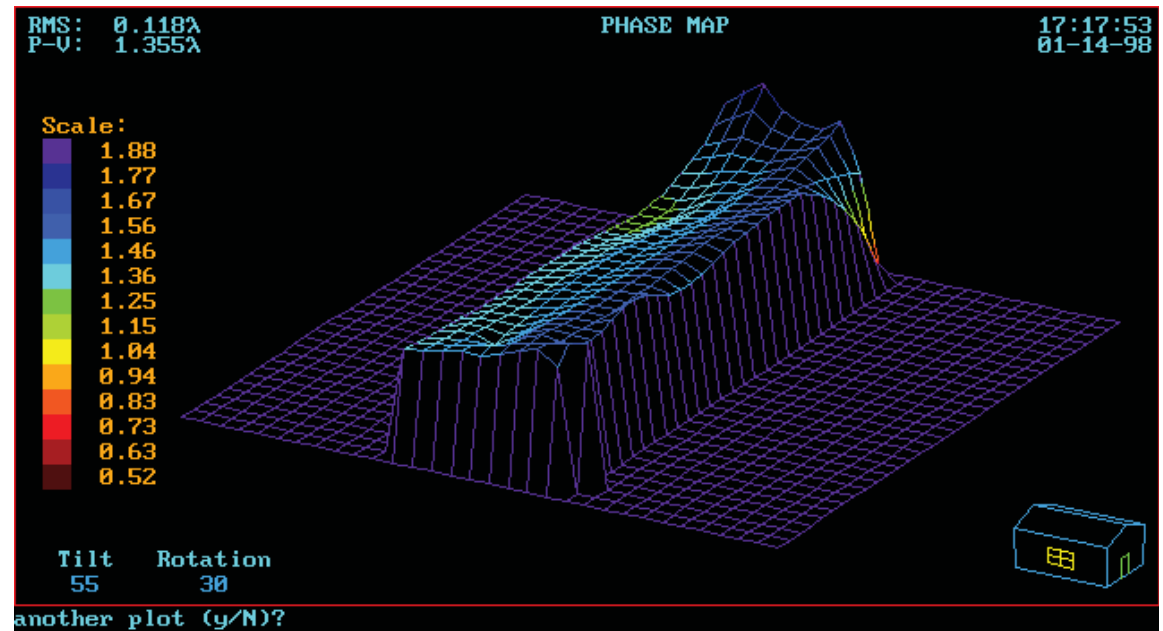 RMS: 0.118λ
P-V: 1.355λ
PHASE MAP
17:17:53
01-14-98
Scale:
1.88
1.77
1.67
1.56
1.46
1.36
1.25
1.15
1.04
0.94
0.83
0.73
0.63
0.52
Tilt Rotation
55 30
another plot (y/N)?